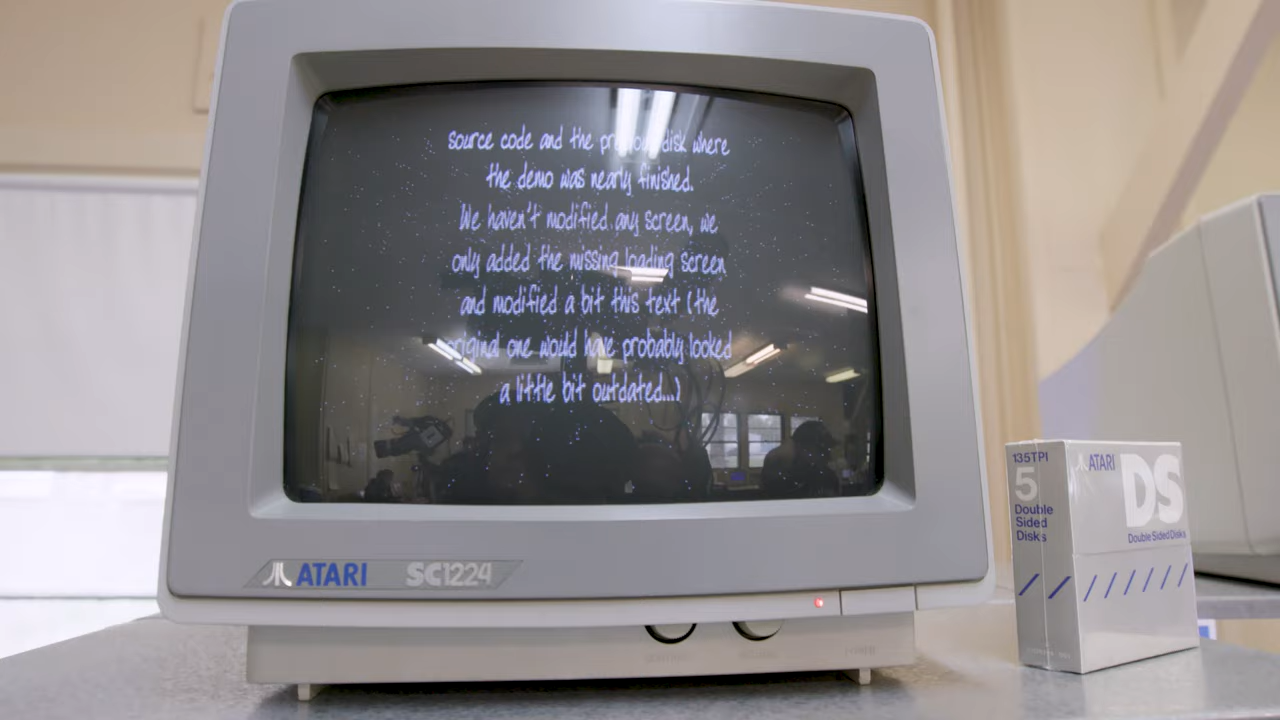 source code and the previous disk where
the demo was nearly finished.
We haven't modified any screen, we
only added the missing loading screen
and modified a bit this text (the
original one would have probably looked
a little bit outdated...)
ATARI SC1224
135TPI
5
Double
Sided
Disks
ATARI
DS
Double Sided Disks